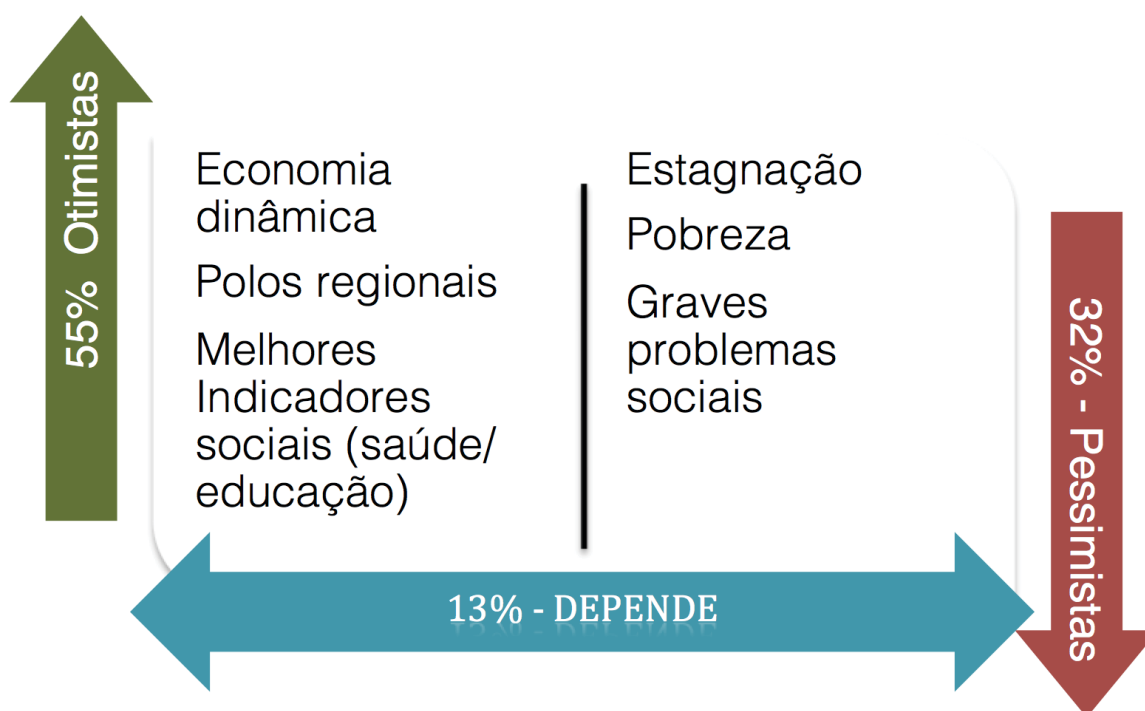 55% Otimistas
Economia
dinâmica
Polos regionais
Melhores
Indicadores
sociais (saúde/
educação)
Estagnação
Pobreza
Graves
problemas
sociais
32% - Pessimistas
13% - DEPENDE